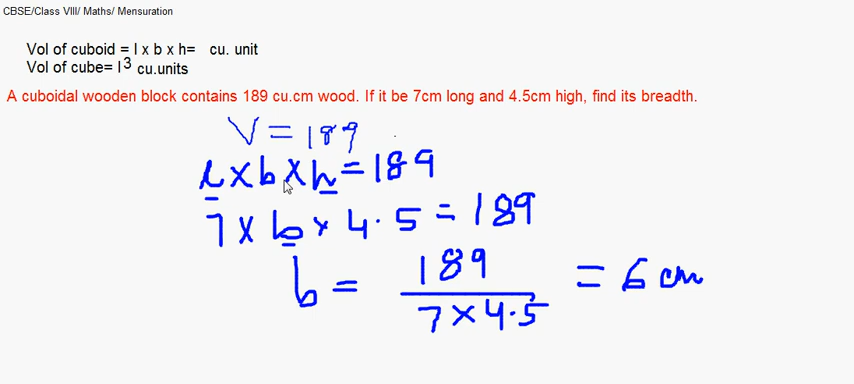 CBSE/Class VIII/ Maths/ Mensuration
Vol of cuboid = l x b x h= cu. unit
Vol of cube= l³ cu.units
A cuboidal wooden block contains 189 cu.cm wood. If it be 7cm long and 4.5cm high, find its breadth.
V = 189
l x b x h = 189
7 x b x 4.5 = 189
b = 189 / 7 x 4.5 = 6 cm